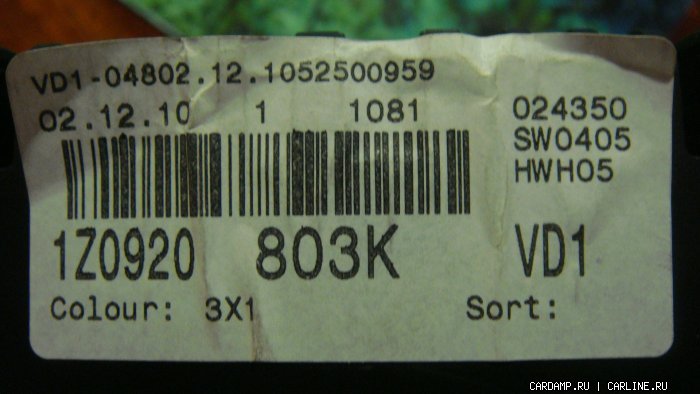 VD1-04802.12.1052500959
02.12.10 1 1081 024350
SW0405
HWH05
1Z0920 803K VD1
Colour: 3X1 Sort:
CARDAMP.RU | CARLINE.RU